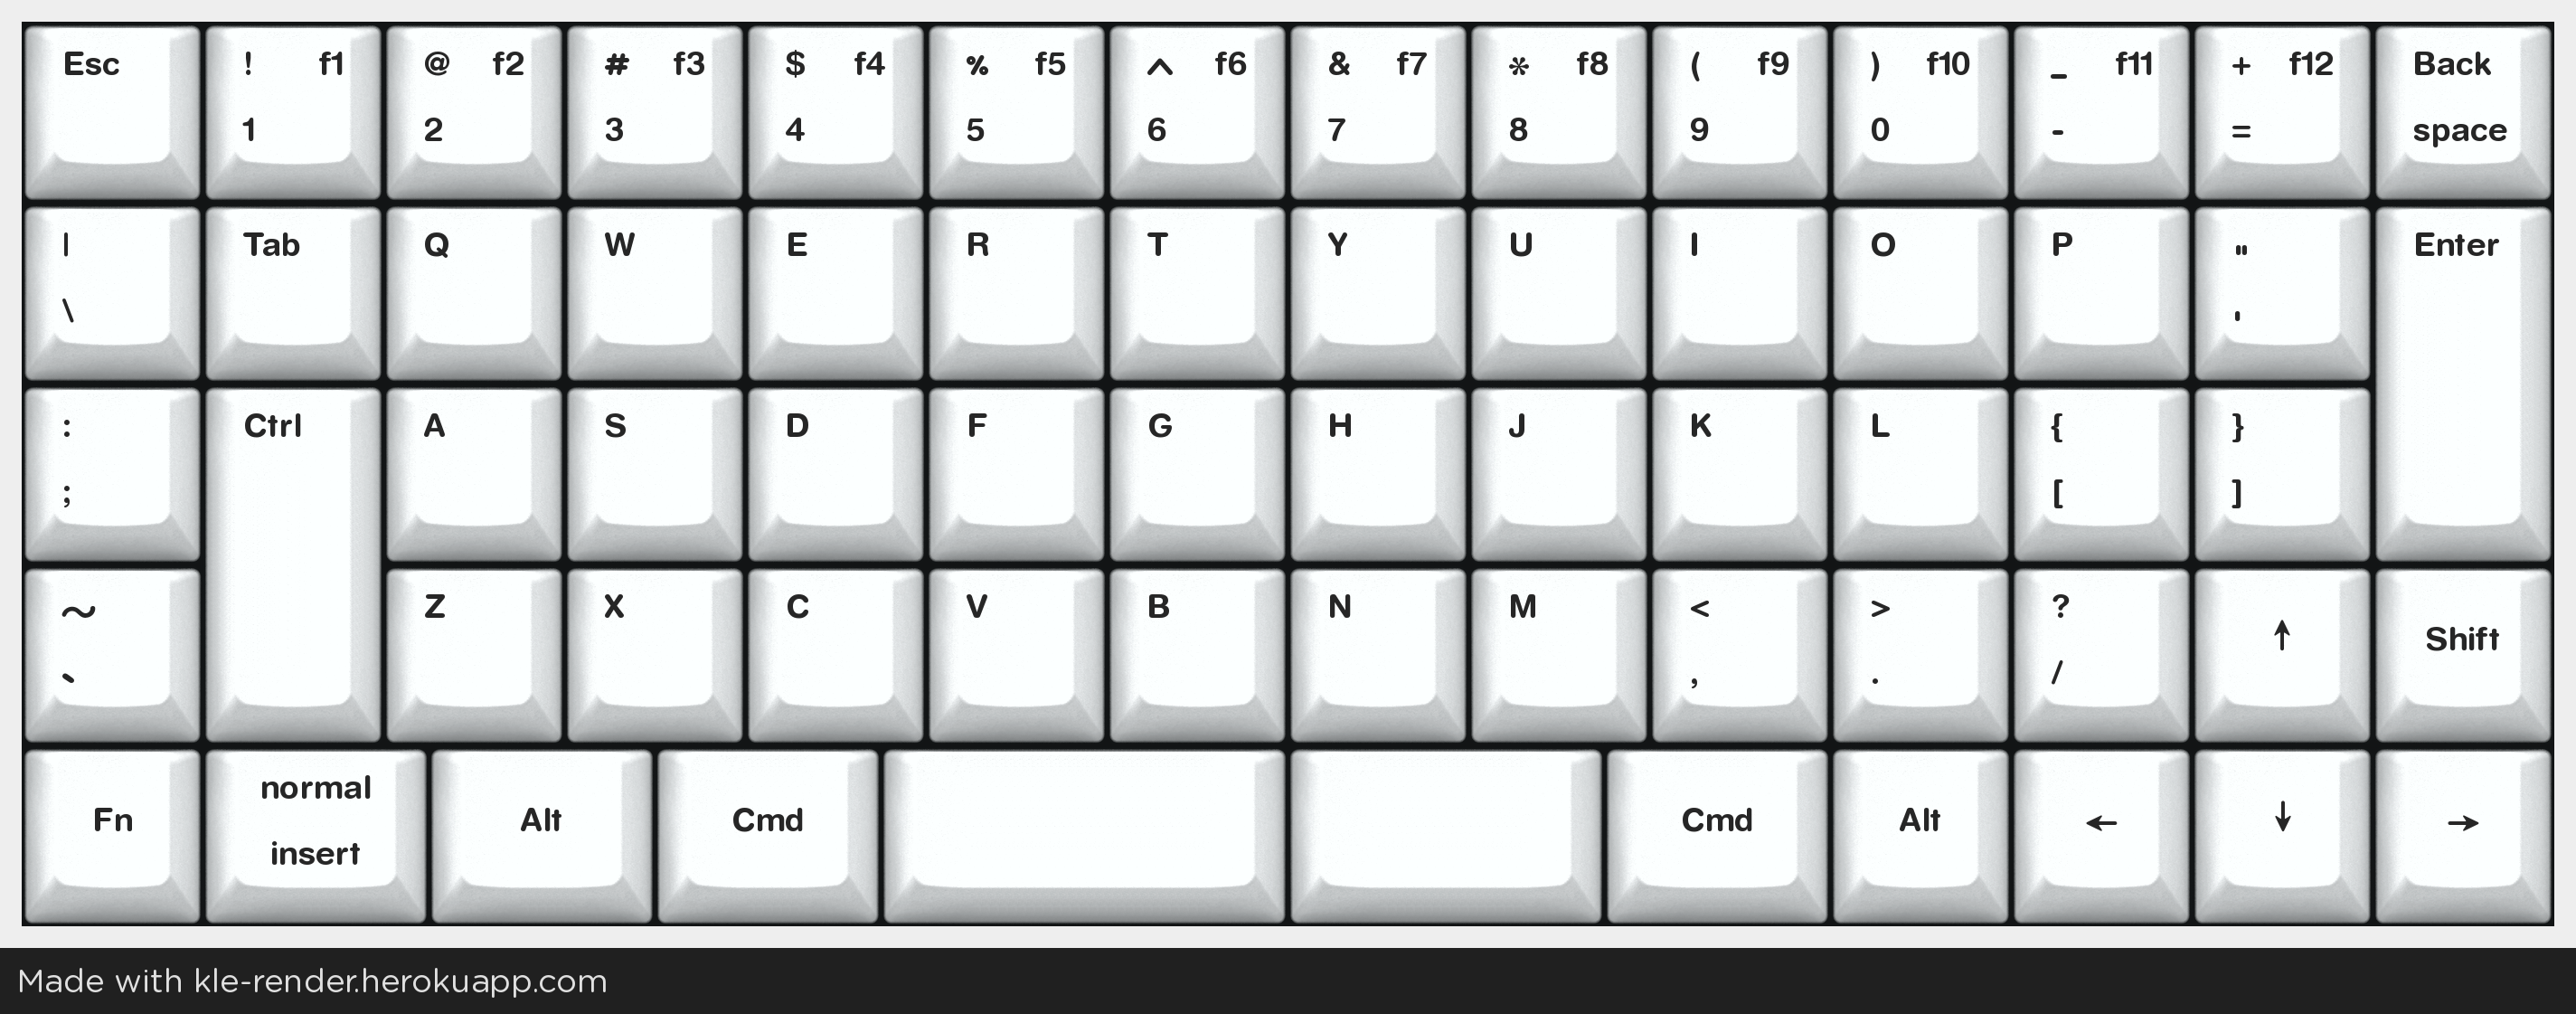 Esc ! f1 @ f2 # f3 $ f4 % f5 ^ f6 & f7 * f8 ( f9 ) f10 _ f11 + f12 Back
1 2 3 4 5 6 7 8 9 0 - = space
| Tab Q W E R T Y U I O P " Enter
\ '
: Ctrl A S D F G H J K L { }
; [ ]
~ Z X C V B N M < > ? ↑ Shift
` , . /
Fn normal Alt Cmd Cmd Alt ← ↓ →
insert
Made with kle-render.herokuapp.com